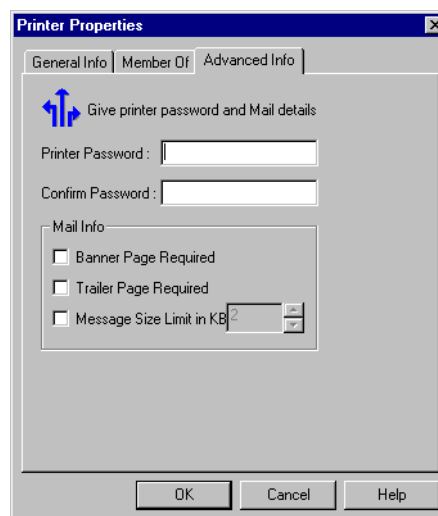 Printer Properties
General Info Member Of Advanced Info
Give printer password and Mail details
Printer Password :
Confirm Password :
Mail Info
Banner Page Required
Trailer Page Required
Message Size Limit in KB 2
OK Cancel Help